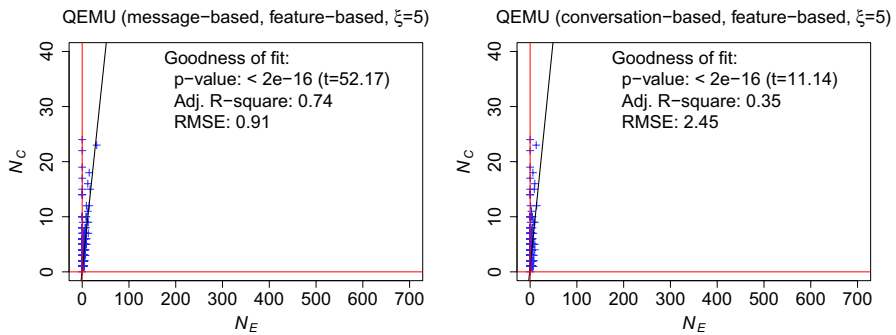 QEMU (message−based, feature−based, ξ=5)
Goodness of fit:
p−value: < 2e−16 (t=52.17)
Adj. R−square: 0.74
RMSE: 0.91
40
30
20
10
0
N_C
0 100 200 300 400 500 600 700
N_E
QEMU (conversation−based, feature−based, ξ=5)
Goodness of fit:
p−value: < 2e−16 (t=11.14)
Adj. R−square: 0.35
RMSE: 2.45
40
30
20
10
0
N_C
0 100 200 300 400 500 600 700
N_E